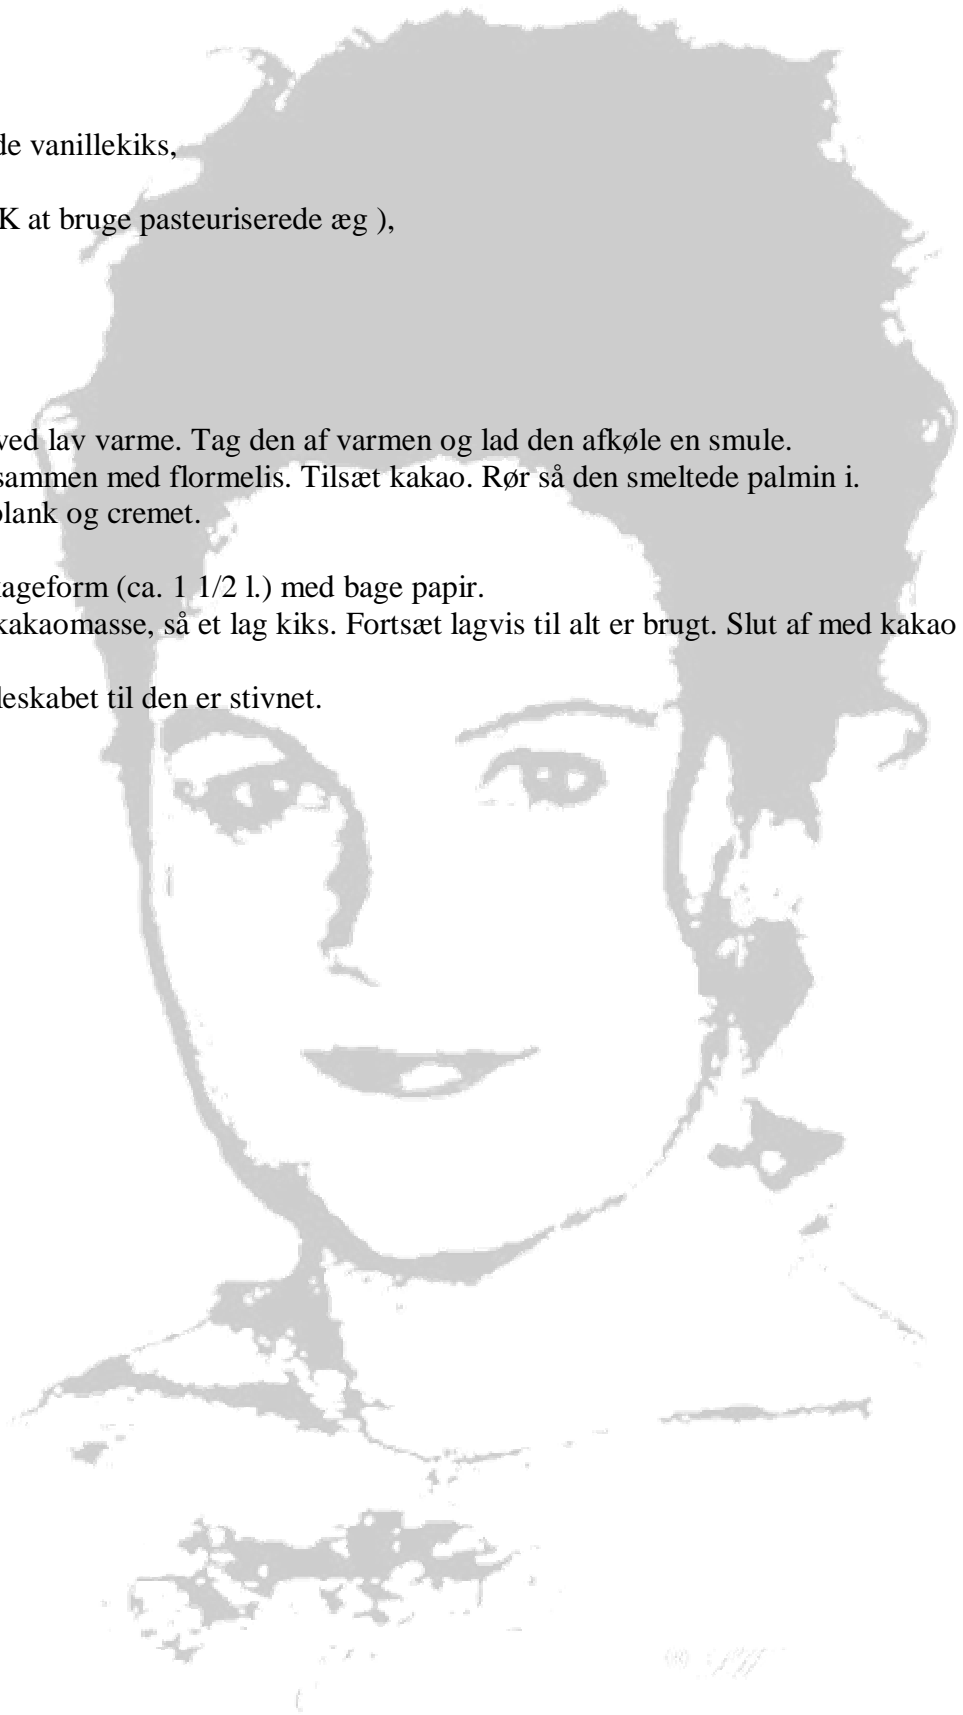 de vanillekiks,
K at bruge pasteuriserede æg ),
ved lav varme. Tag den af varmen og lad den afkøle en smule.
sammen med flormelis. Tilsæt kakao. Rør så den smeltede palmin i.
blank og cremet.
kageform (ca. 1 1/2 l.) med bage papir.
kakaomasse, så et lag kiks. Fortsæt lagvis til alt er brugt. Slut af med kakao
leskabet til den er stivnet.